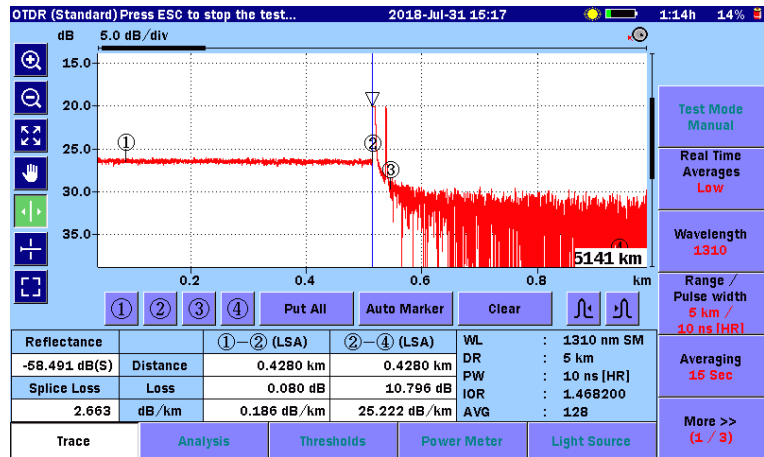 OTDR (Standard) Press ESC to stop the test... 2018-Jul-31 15:17 1:14h 14%
dB 5.0 dB/div
15.0
20.0
25.0
30.0
35.0
① ② ③ ④
5141 km
0.2 0.4 0.6 0.8 km
① ② ③ ④ Put All Auto Marker Clear
Reflectance ①–② (LSA) ②–④ (LSA)
-58.491 dB(S) Distance 0.4280 km 0.4280 km
Splice Loss Loss 0.080 dB 10.796 dB
2.663 dB/km 0.186 dB/km 25.222 dB/km
WL : 1310 nm SM
DR : 5 km
PW : 10 ns [HR]
IOR : 1.468200
AVG : 128
Trace Analysis Thresholds Power Meter Light Source
Test Mode
Manual
Real Time
Averages
Low
Wavelength
1310
Range /
Pulse width
5 km /
10 ns [HR]
Averaging
15 Sec
More >>
(1 / 3)